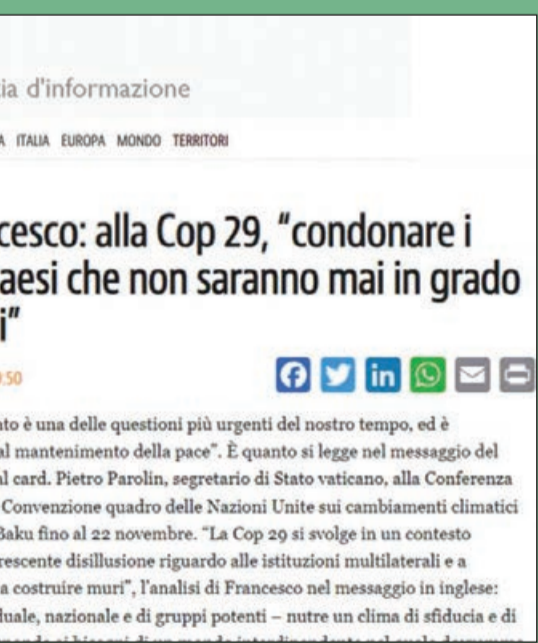 ia d'informazione
A ITALIA EUROPA MONDO TERRITORI
cesco: alla Cop 29, "condonare i
aesi che non saranno mai in grado
i"
:50
nto è una delle questioni più urgenti del nostro tempo, ed è
al mantenimento della pace". È quanto si legge nel messaggio del
al card. Pietro Parolin, segretario di Stato vaticano, alla Conferenza
Convenzione quadro delle Nazioni Unite sui cambiamenti climatici
Baku fino al 22 novembre. "La Cop 29 si svolge in un contesto
rescente disillusione riguardo alle istituzioni multilaterali e a
a costruire muri", l'analisi di Francesco nel messaggio in inglese:
duale, nazionale e di gruppi potenti – nutre un clima di sfiducia e di